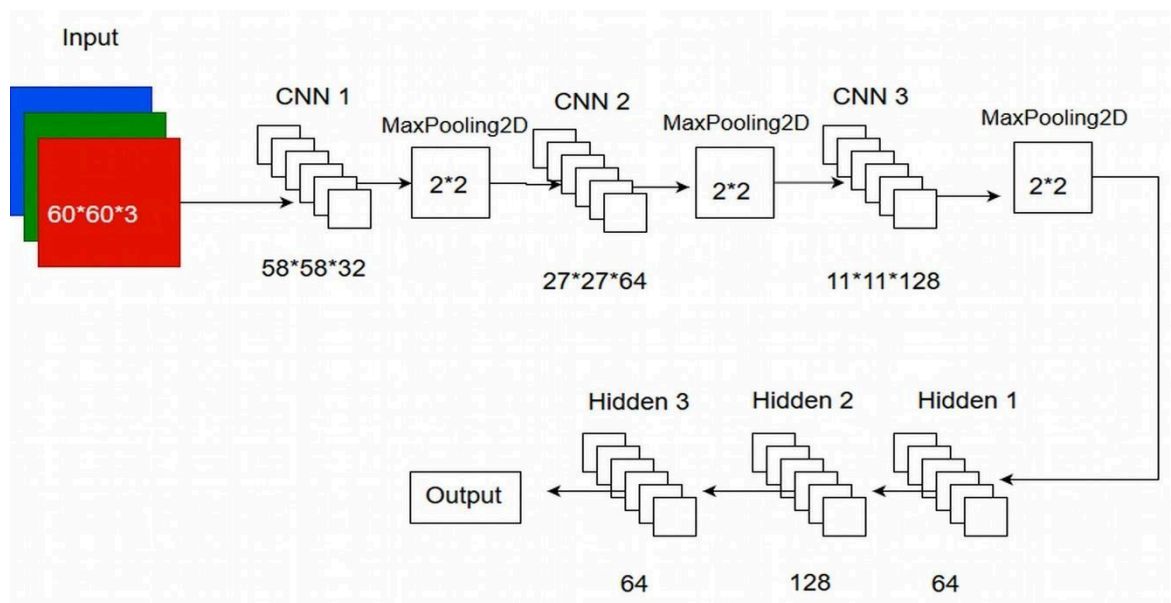 Input
60*60*3
CNN 1
58*58*32
MaxPooling2D
2*2
CNN 2
27*27*64
MaxPooling2D
2*2
CNN 3
11*11*128
MaxPooling2D
2*2
Hidden 1
64
Hidden 2
128
Hidden 3
64
Output